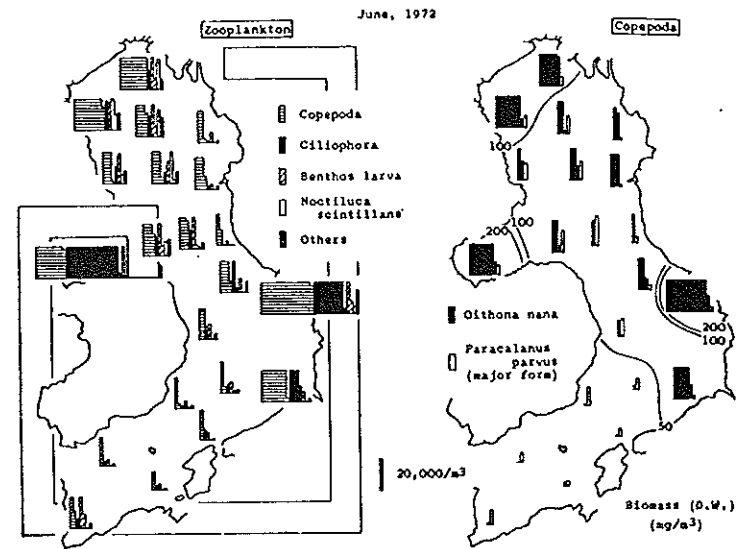 June, 1972
Zooplankton
Copepoda
Ciliophora
Benthos larva
Noctiluca
scintillans
Others
20,000/m³
Copepoda
100
200
100
200
100
50
Oithona nana
Paracalanus
parvus
(major form)
Biomass (D.W.)
(mg/m³)